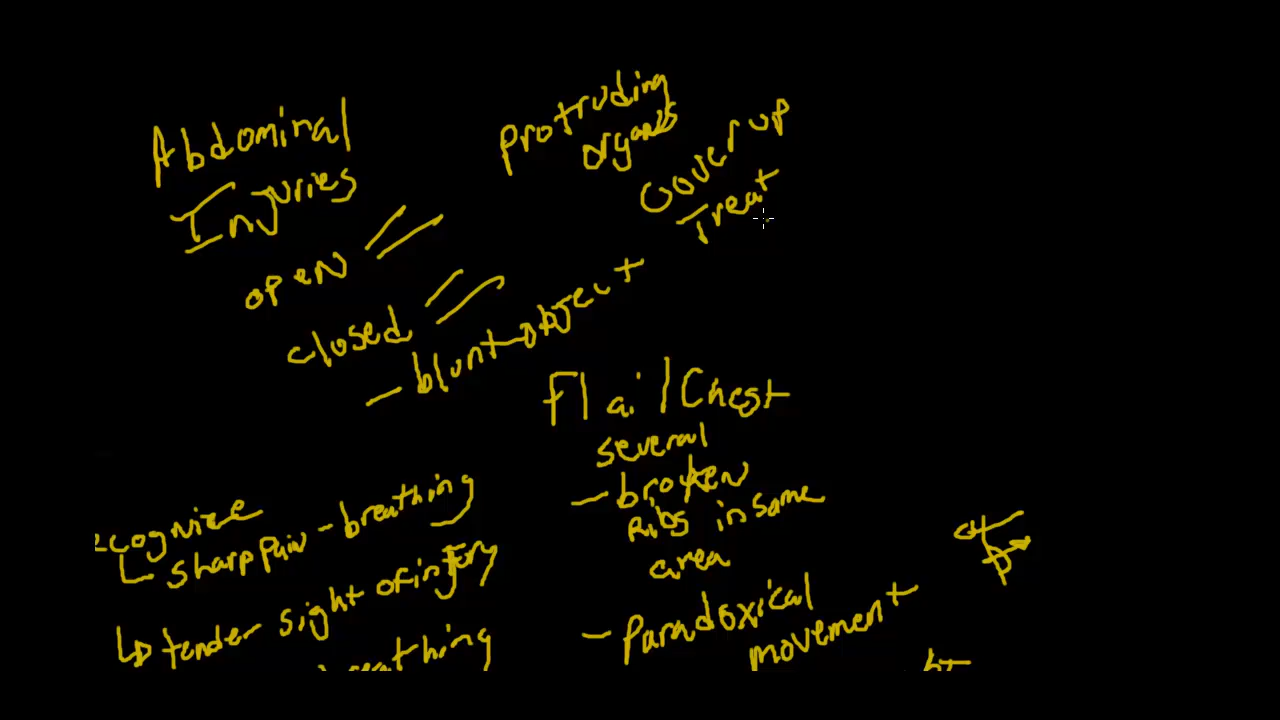 Abdominal
Injuries
open
closed
- blunt object
protruding
organs
Cover up
Treat
Flail Chest
several
- broken
Ribs in same
area
- Paradoxical
movement
ecognize
sharp pain - breathing
tender sight of injury
reathing